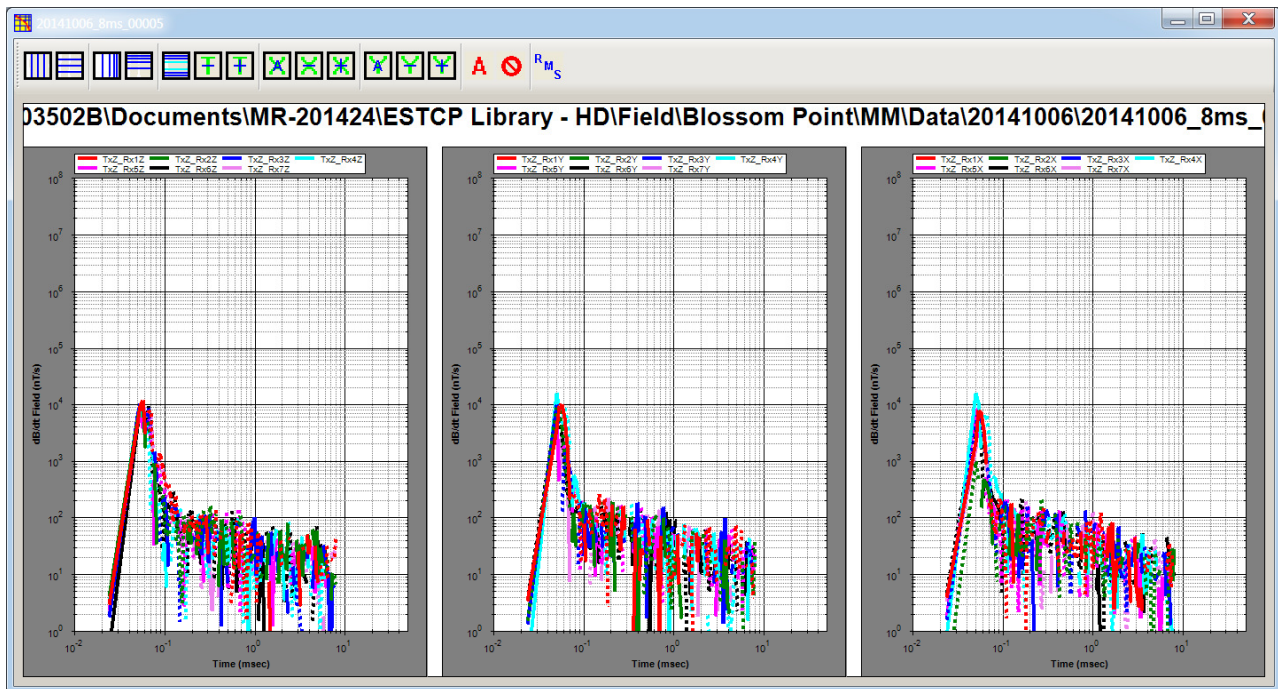 20141006_8ms_00005
A A A RMS
03502B\Documents\MR-201424\ESTCP Library - HD\Field\Blossom Point\MM\Data\20141006\20141006_8ms_
TxZ_Rx1Z TxZ_Rx2Z TxZ_Rx3Z TxZ_Rx4Z
TxZ_Rx5Z TxZ_Rx6Z TxZ_Rx7Z
10^8
10^7
10^6
10^5
10^4
10^3
10^2
10^1
10^0
dB/dt Field (nT/s)
10^-2 10^-1 10^0 10^1
Time (msec)
TxZ_Rx1Y TxZ_Rx2Y TxZ_Rx3Y TxZ_Rx4Y
TxZ_Rx5Y TxZ_Rx6Y TxZ_Rx7Y
10^8
10^7
10^6
10^5
10^4
10^3
10^2
10^1
10^0
dB/dt Field (nT/s)
10^-2 10^-1 10^0 10^1
Time (msec)
TxZ_Rx1X TxZ_Rx2X TxZ_Rx3X TxZ_Rx4X
TxZ_Rx5X TxZ_Rx6X TxZ_Rx7X
10^8
10^7
10^6
10^5
10^4
10^3
10^2
10^1
10^0
dB/dt Field (nT/s)
10^-2 10^-1 10^0 10^1
Time (msec)